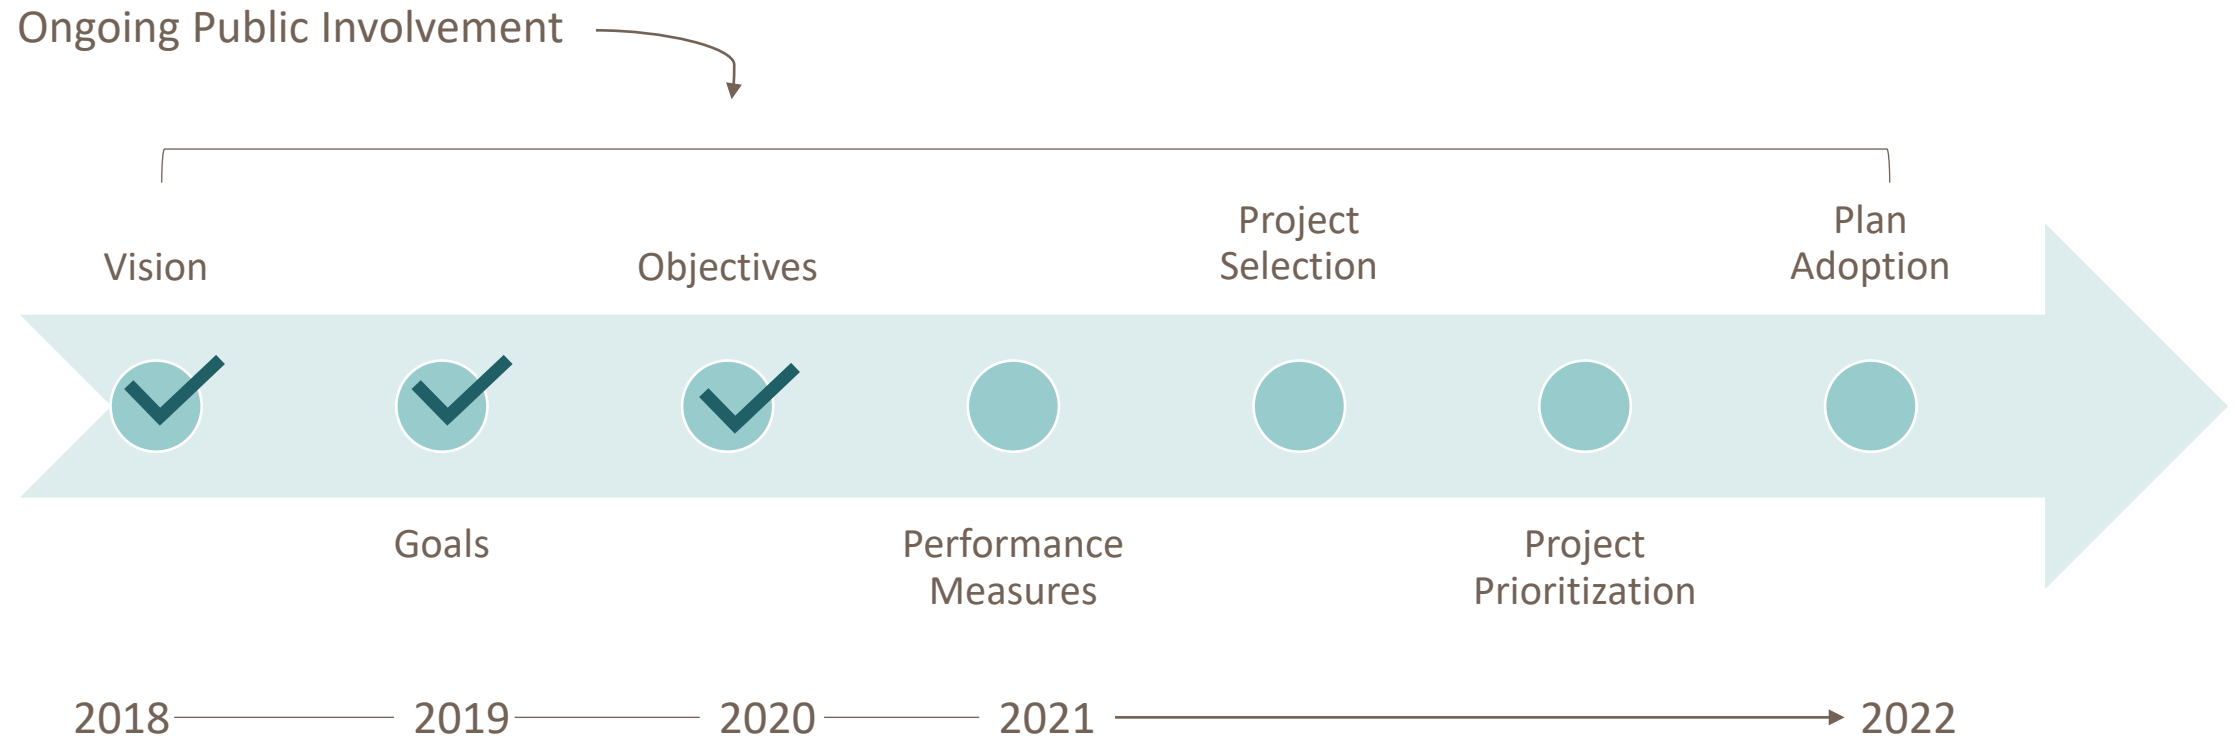 Ongoing Public Involvement
Vision
Objectives
Project
Selection
Plan
Adoption
Goals
Performance
Measures
Project
Prioritization
2018
2019
2020
2021
2022